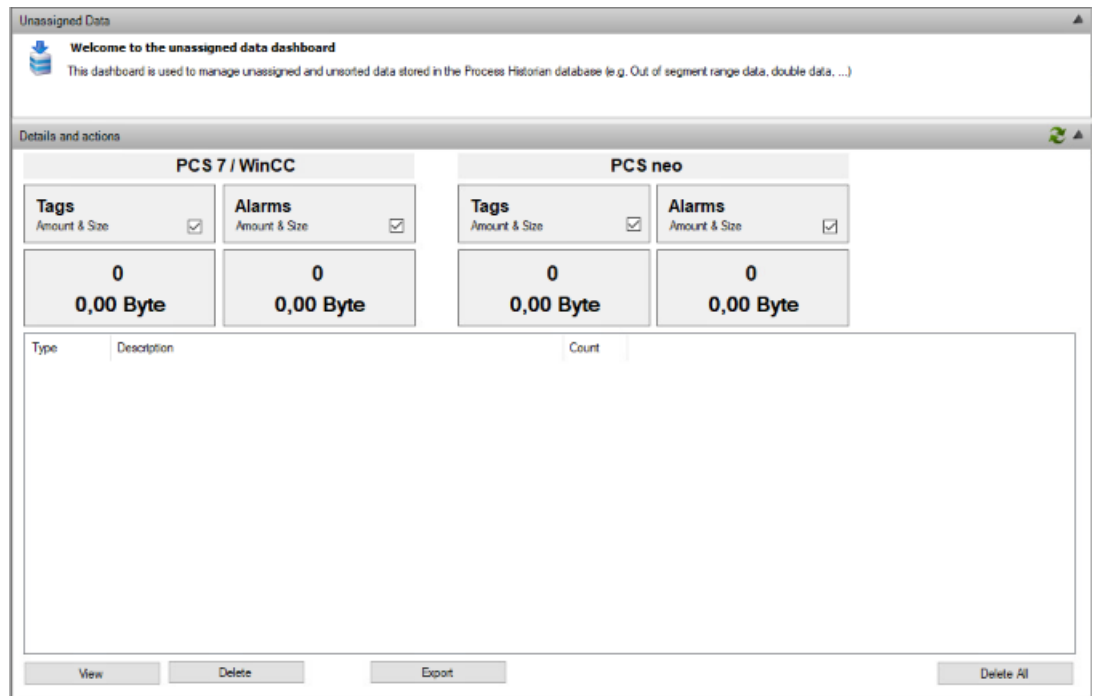 Unassigned Data
Welcome to the unassigned data dashboard
This dashboard is used to manage unassigned and unsorted data stored in the Process Historian database (e.g. Out of segment range data, double data, ...)
Details and actions
PCS 7 / WinCC PCS neo
Tags Alarms Tags Alarms
Amount & Size Amount & Size Amount & Size Amount & Size
0 0 0 0
0,00 Byte 0,00 Byte 0,00 Byte 0,00 Byte
Type Description Count
View Delete Export Delete All